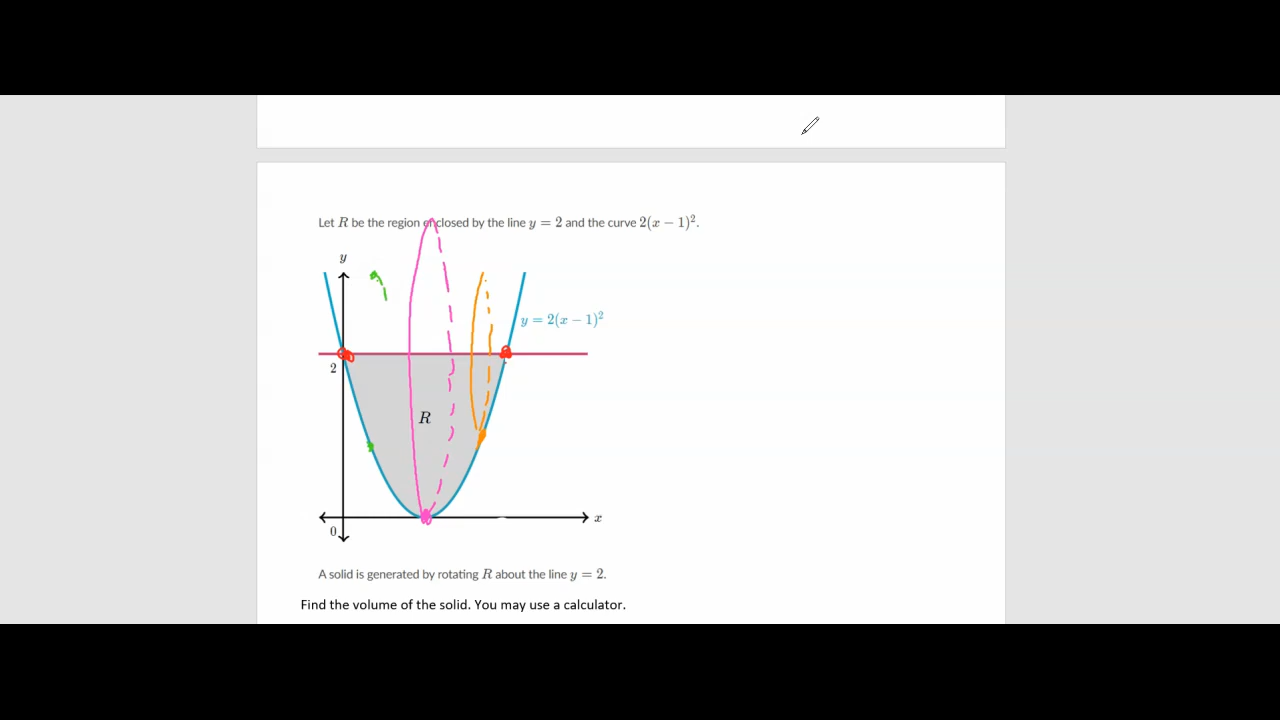 Let R be the region enclosed by the line y = 2 and the curve 2(x − 1)².
y
y = 2(x − 1)²
2
R
x
0
A solid is generated by rotating R about the line y = 2.
Find the volume of the solid. You may use a calculator.